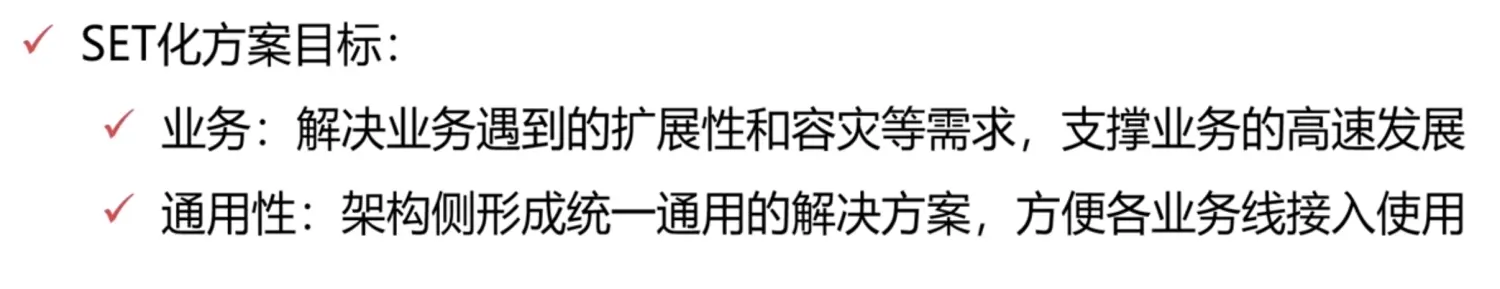 ✓ SET化方案目标：
✓ 业务：解决业务遇到的扩展性和容灾等需求，支撑业务的高速发展
✓ 通用性：架构侧形成统一通用的解决方案，方便各业务线接入使用